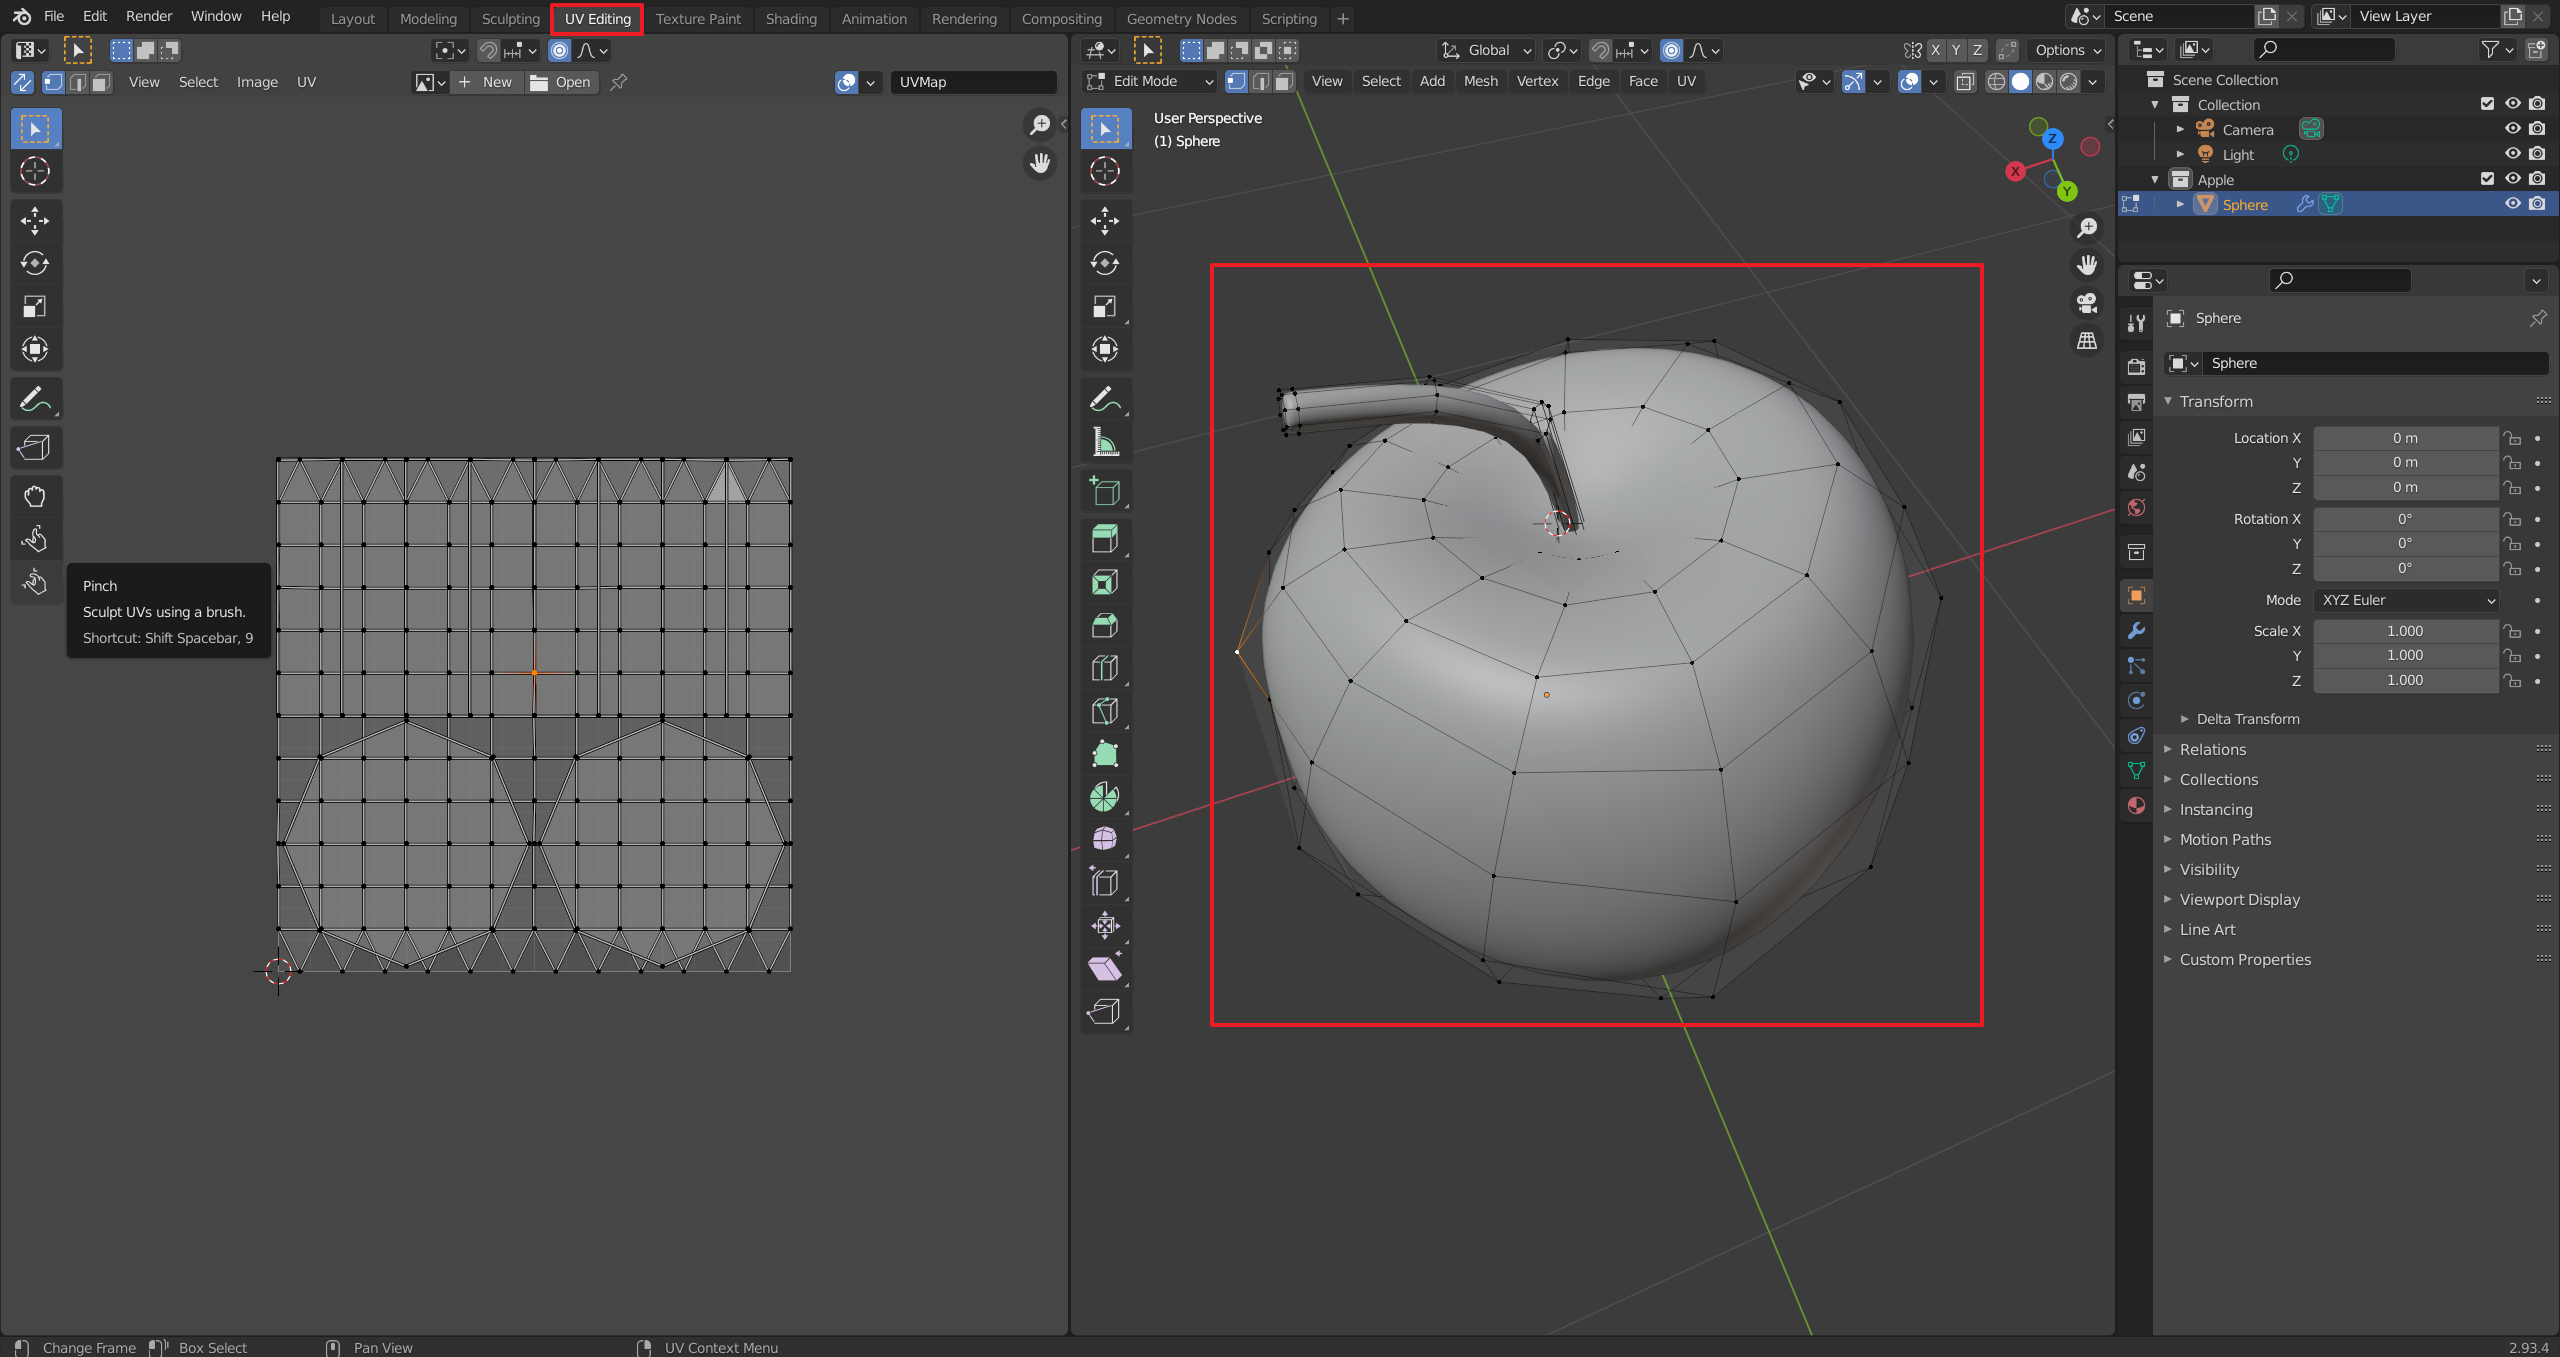 File Edit Render Window Help Layout Modeling Sculpting UV Editing Texture Paint Shading Animation Rendering Compositing Geometry Nodes Scripting + Scene View Layer
Global X Y Z Options
View Select Image UV New Open UVMap
Edit Mode View Select Add Mesh Vertex Edge Face UV
Scene Collection
Collection
Camera
Light
Apple
Sphere
User Perspective
(1) Sphere
Z
X
Y
Pinch
Sculpt UVs using a brush.
Shortcut: Shift Spacebar, 9
Sphere
Sphere
Transform
Location X 0 m
Y 0 m
Z 0 m
Rotation X 0°
Y 0°
Z 0°
Mode XYZ Euler
Scale X 1.000
Y 1.000
Z 1.000
Delta Transform
Relations
Collections
Instancing
Motion Paths
Visibility
Viewport Display
Line Art
Custom Properties
Change Frame Box Select Pan View UV Context Menu 2.93.4